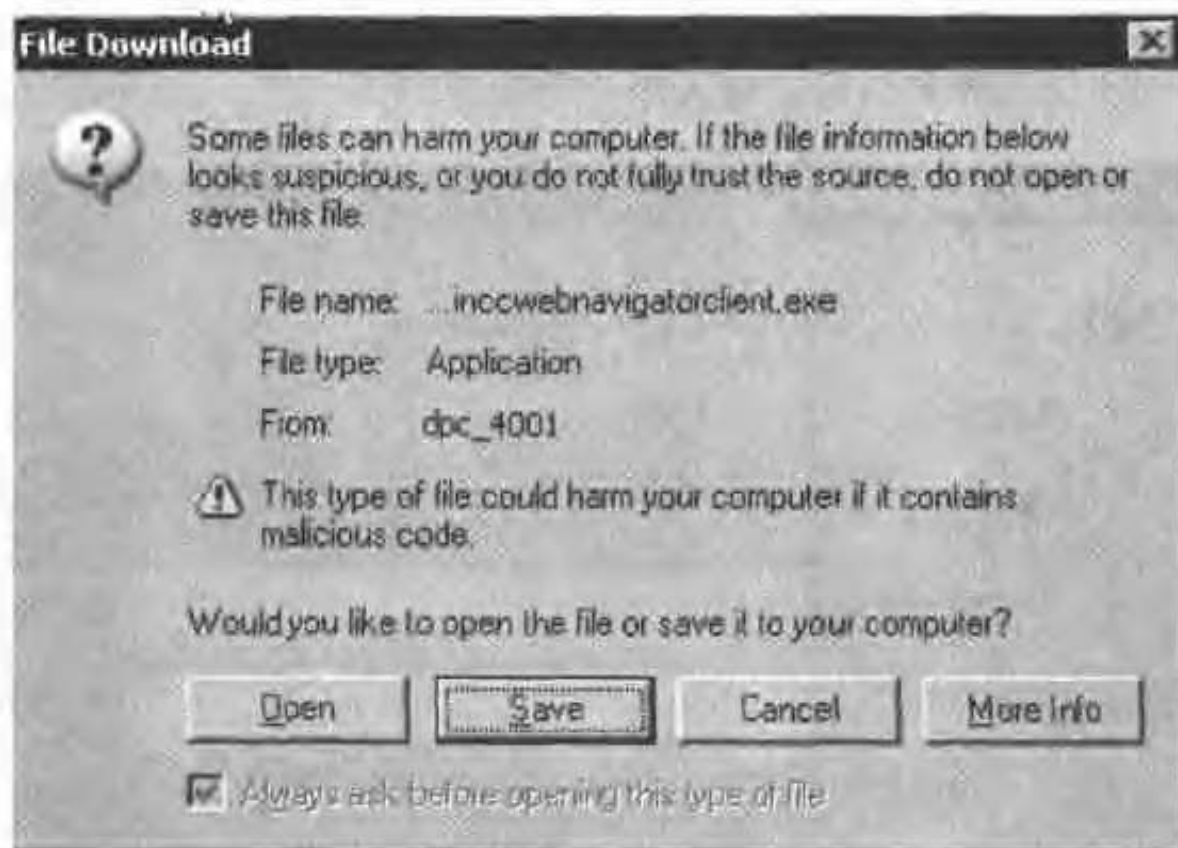 File Download
Some files can harm your computer. If the file information below
looks suspicious, or you do not fully trust the source, do not open or
save this file.
File name: ...inccwebnavigatorclient.exe
File type: Application
From: dpc_4001
This type of file could harm your computer if it contains
malicious code.
Would you like to open the file or save it to your computer?
Open Save Cancel More Info
Always ask before opening this type of file